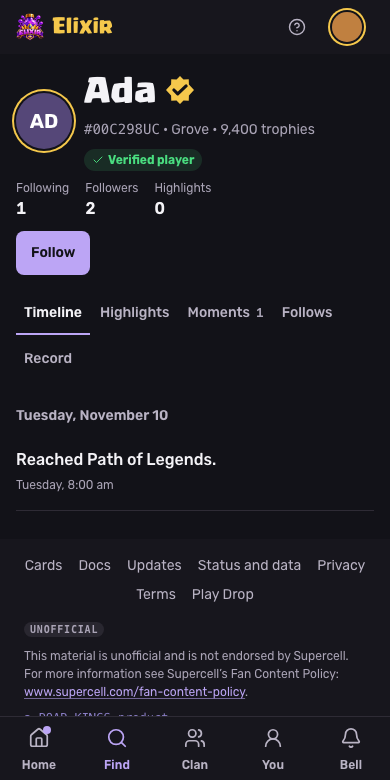 Elixir
Ada
AD
#00C298UC • Grove • 9,400 trophies
Verified player
Following Followers Highlights
1 2 0
Follow
Timeline Highlights Moments 1 Follows
Record
Tuesday, November 10
Reached Path of Legends.
Tuesday, 8:00 am
Cards Docs Updates Status and data Privacy
Terms Play Drop
UNOFFICIAL
This material is unofficial and is not endorsed by Supercell.
For more information see Supercell's Fan Content Policy:
www.supercell.com/fan-content-policy.
Home Find Clan You Bell